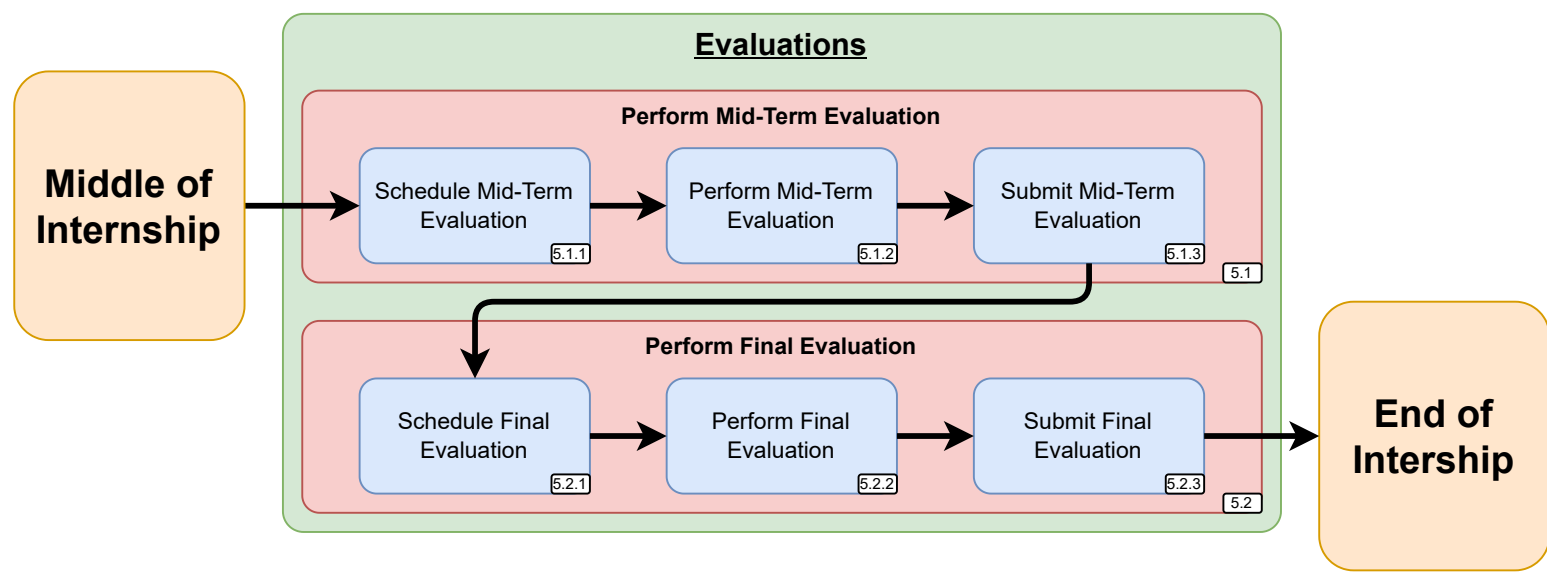 Evaluations
Perform Mid-Term Evaluation
Middle of
Internship
Schedule Mid-Term
Evaluation
5.1.1
Perform Mid-Term
Evaluation
5.1.2
Submit Mid-Term
Evaluation
5.1.3
5.1
Perform Final Evaluation
Schedule Final
Evaluation
5.2.1
Perform Final
Evaluation
5.2.2
Submit Final
Evaluation
5.2.3
5.2
End of
Intership